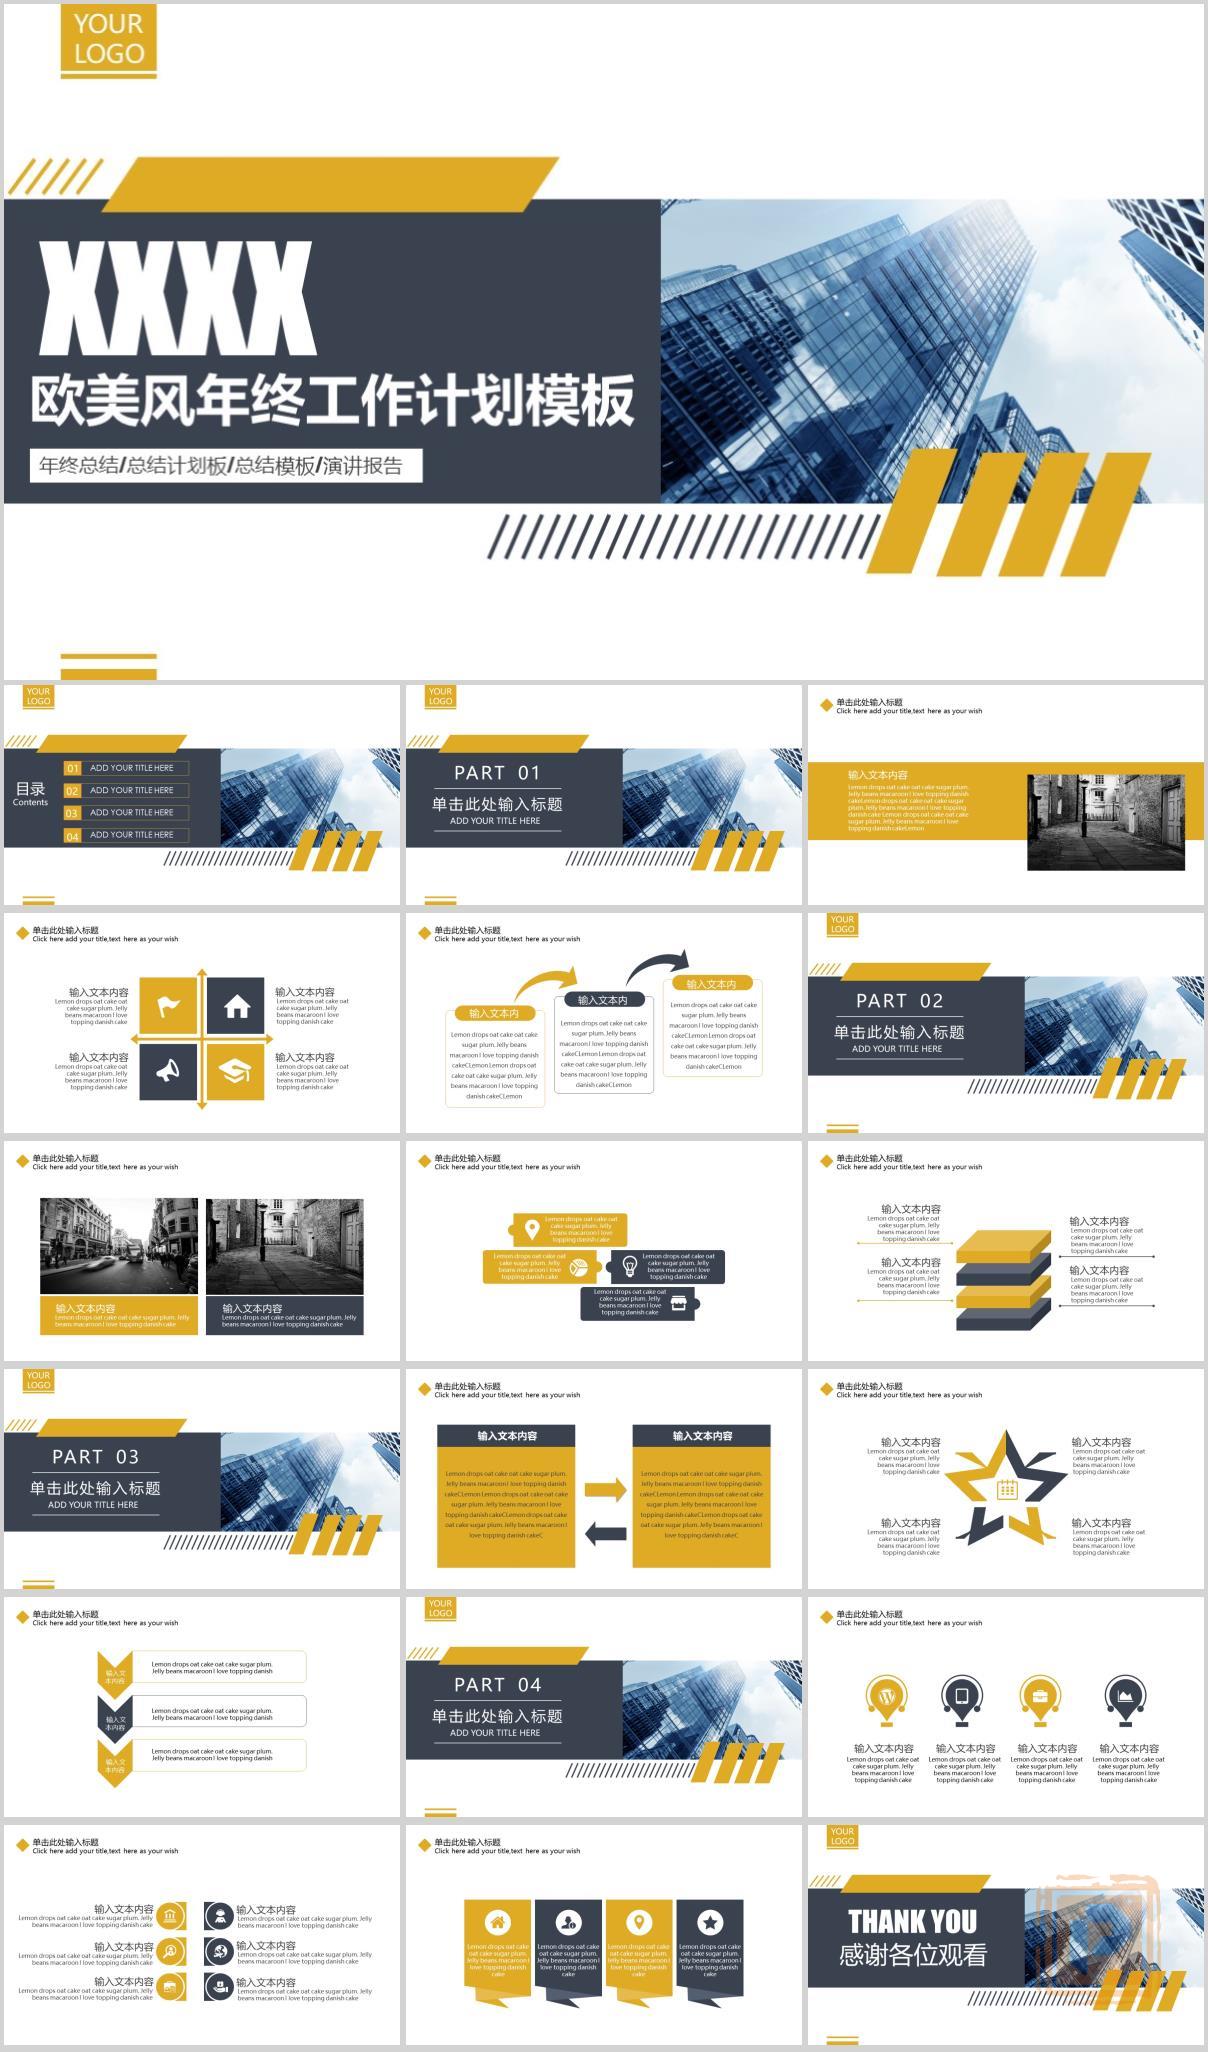 YOUR
LOGO
XXXX
欧美风年终工作计划模板
年终总结/总结计划板/总结模板/演讲报告
YOUR
LOGO
目录
Contents
01 ADD YOUR TITLE HERE
02 ADD YOUR TITLE HERE
03 ADD YOUR TITLE HERE
04 ADD YOUR TITLE HERE
YOUR
LOGO
PART 01
单击此处输入标题
ADD YOUR TITLE HERE
单击此处输入标题
Click here add your title,text here as your wish
输入文本内容
Lemon drops oat cake oat cake sugar plum.
Jelly beans macaroon I love topping danish
cakeLemon drops oat cake oat cake sugar
plum. Jelly beans macaroon I love topping
danish cake Lemon drops oat cake oat cake
sugar plum. Jelly beans macaroon I love
topping danish cakeLemon
单击此处输入标题
Click here add your title,text here as your wish
输入文本内容
Lemon drops oat cake oat
cake sugar plum. Jelly
beans macaroon I love
topping danish cake
输入文本内容
Lemon drops oat cake oat
cake sugar plum. Jelly
beans macaroon I love
topping danish cake
输入文本内容
Lemon drops oat cake oat
cake sugar plum. Jelly
beans macaroon I love
topping danish cake
输入文本内容
Lemon drops oat cake oat
cake sugar plum. Jelly
beans macaroon I love
topping danish cake
单击此处输入标题
Click here add your title,text here as your wish
输入文本内
Lemon drops oat cake oat cake
sugar plum. Jelly beans
macaroon I love topping danish
cakeCLemon Lemon drops oat
cake oat cake sugar plum. Jelly
beans macaroon I love topping
danish cakeCLemon
输入文本内
Lemon drops oat cake oat cake
sugar plum. Jelly beans
macaroon I love topping danish
cakeCLemon Lemon drops oat
cake oat cake sugar plum. Jelly
beans macaroon I love topping
danish cakeCLemon
输入文本内
Lemon drops oat cake oat cake
sugar plum. Jelly beans
macaroon I love topping danish
cakeCLemon Lemon drops oat
cake oat cake sugar plum. Jelly
beans macaroon I love topping
danish cakeCLemon
YOUR
LOGO
PART 02
单击此处输入标题
ADD YOUR TITLE HERE
单击此处输入标题
Click here add your title,text here as your wish
输入文本内容
Lemon drops oat cake oat cake sugar plum. Jelly
beans macaroon I love topping danish cake
输入文本内容
Lemon drops oat cake oat cake sugar plum. Jelly
beans macaroon I love topping danish cake
单击此处输入标题
Click here add your title,text here as your wish
Lemon drops oat cake oat
cake sugar plum. Jelly
beans macaroon I love
topping danish cake
Lemon drops oat cake oat
cake sugar plum. Jelly
beans macaroon I love
topping danish cake
Lemon drops oat cake oat
cake sugar plum. Jelly
beans macaroon I love
topping danish cake
Lemon drops oat cake oat
cake sugar plum. Jelly
beans macaroon I love
topping danish cake
单击此处输入标题
Click here add your title,text here as your wish
输入文本内容
Lemon drops oat cake oat
cake sugar plum. Jelly
beans macaroon I love
topping danish cake
输入文本内容
Lemon drops oat cake oat
cake sugar plum. Jelly
beans macaroon I love
topping danish cake
输入文本内容
Lemon drops oat cake oat
cake sugar plum. Jelly
beans macaroon I love
topping danish cake
输入文本内容
Lemon drops oat cake oat
cake sugar plum. Jelly
beans macaroon I love
topping danish cake
YOUR
LOGO
PART 03
单击此处输入标题
ADD YOUR TITLE HERE
单击此处输入标题
Click here add your title,text here as your wish
输入文本内容
Lemon drops oat cake oat cake sugar plum.
Jelly beans macaroon I love topping danish
cakeCLemon Lemon drops oat cake oat cake
sugar plum. Jelly beans macaroon I love
topping danish cakeCLemon drops oat cake
oat cake sugar plum. Jelly beans macaroon I
love topping danish cakeC
输入文本内容
Lemon drops oat cake oat cake sugar plum.
Jelly beans macaroon I love topping danish
cakeCLemon Lemon drops oat cake oat cake
sugar plum. Jelly beans macaroon I love
topping danish cakeCLemon drops oat cake
oat cake sugar plum. Jelly beans macaroon I
love topping danish cakeC
单击此处输入标题
Click here add your title,text here as your wish
输入文本内容
Lemon drops oat cake oat
cake sugar plum. Jelly
beans macaroon I love
topping danish cake
输入文本内容
Lemon drops oat cake oat
cake sugar plum. Jelly
beans macaroon I love
topping danish cake
输入文本内容
Lemon drops oat cake oat
cake sugar plum. Jelly
beans macaroon I love
topping danish cake
输入文本内容
Lemon drops oat cake oat
cake sugar plum. Jelly
beans macaroon I love
topping danish cake
单击此处输入标题
Click here add your title,text here as your wish
输入文
本内容
Lemon drops oat cake oat cake sugar plum.
Jelly beans macaroon I love topping danish
输入文
本内容
Lemon drops oat cake oat cake sugar plum.
Jelly beans macaroon I love topping danish
输入文
本内容
Lemon drops oat cake oat cake sugar plum.
Jelly beans macaroon I love topping danish
YOUR
LOGO
PART 04
单击此处输入标题
ADD YOUR TITLE HERE
单击此处输入标题
Click here add your title,text here as your wish
输入文本内容
Lemon drops oat cake oat
cake sugar plum. Jelly
beans macaroon I love
topping danish cake
输入文本内容
Lemon drops oat cake oat
cake sugar plum. Jelly
beans macaroon I love
topping danish cake
输入文本内容
Lemon drops oat cake oat
cake sugar plum. Jelly
beans macaroon I love
topping danish cake
输入文本内容
Lemon drops oat cake oat
cake sugar plum. Jelly
beans macaroon I love
topping danish cake
单击此处输入标题
Click here add your title,text here as your wish
输入文本内容
Lemon drops oat cake oat cake sugar plum. Jelly
beans macaroon I love topping danish cake
输入文本内容
Lemon drops oat cake oat cake sugar plum. Jelly
beans macaroon I love topping danish cake
输入文本内容
Lemon drops oat cake oat cake sugar plum. Jelly
beans macaroon I love topping danish cake
输入文本内容
Lemon drops oat cake oat cake sugar plum. Jelly
beans macaroon I love topping danish cake
输入文本内容
Lemon drops oat cake oat cake sugar plum. Jelly
beans macaroon I love topping danish cake
输入文本内容
Lemon drops oat cake oat cake sugar plum. Jelly
beans macaroon I love topping danish cake
单击此处输入标题
Click here add your title,text here as your wish
Lemon drops oat cake
oat cake sugar plum.
Jelly beans macaroon
I love topping danish
cake
Lemon drops oat cake
oat cake sugar plum.
Jelly beans macaroon
I love topping danish
cake
Lemon drops oat cake
oat cake sugar plum.
Jelly beans macaroon
I love topping danish
cake
Lemon drops oat cake
oat cake sugar plum.
Jelly beans macaroon
I love topping danish
cake
YOUR
LOGO
THANK YOU
感谢各位观看